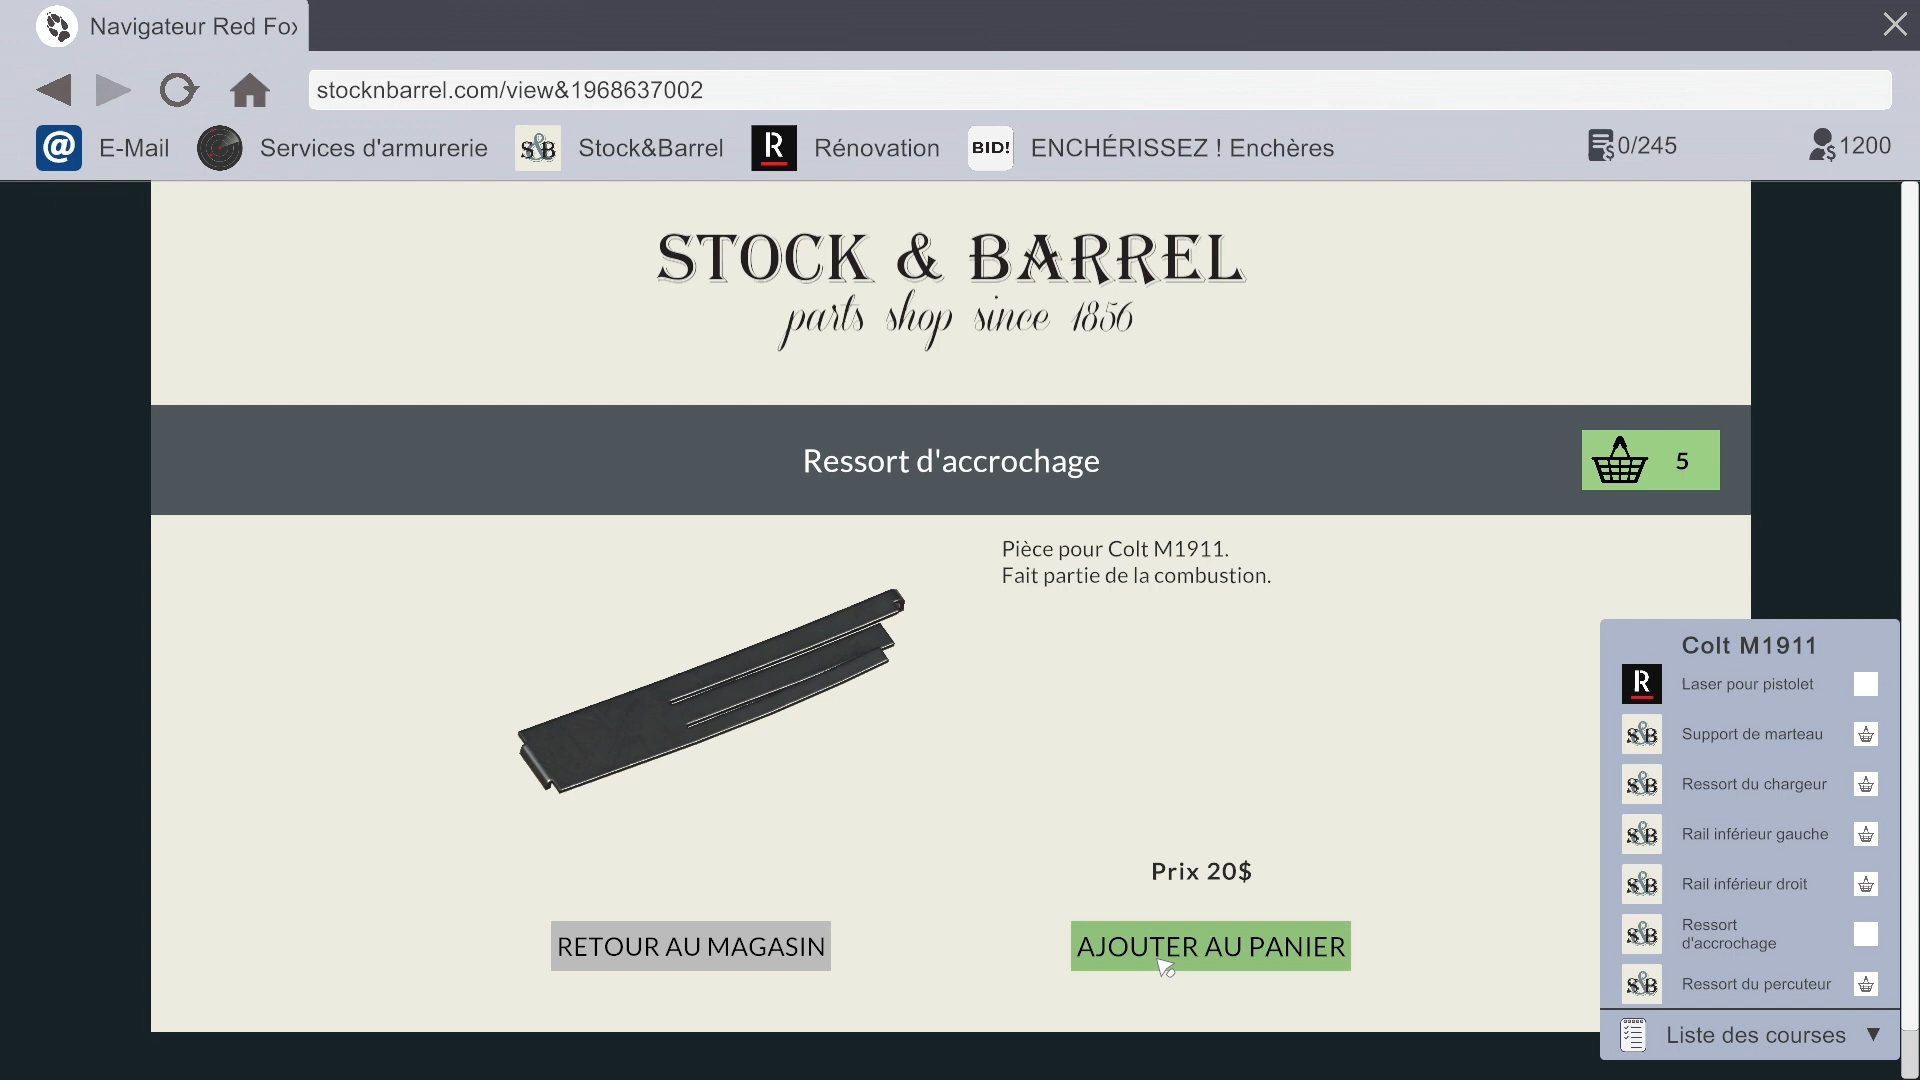 Navigateur Red Fox
stocknbarrel.com/view&1968637002
E-Mail
Services d'armurerie
S&B
Stock&Barrel
R
Rénovation
BID!
ENCHÉRISSEZ ! Enchères
0/245
1200
STOCK & BARREL
parts shop since 1856
Ressort d'accrochage
5
Pièce pour Colt M1911.
Fait partie de la combustion.
Prix 20$
RETOUR AU MAGASIN
AJOUTER AU PANIER
Colt M1911
R
Laser pour pistolet
S&B
Support de marteau
S&B
Ressort du chargeur
S&B
Rail inférieur gauche
S&B
Rail inférieur droit
S&B
Ressort
d'accrochage
S&B
Ressort du percuteur
Liste des courses